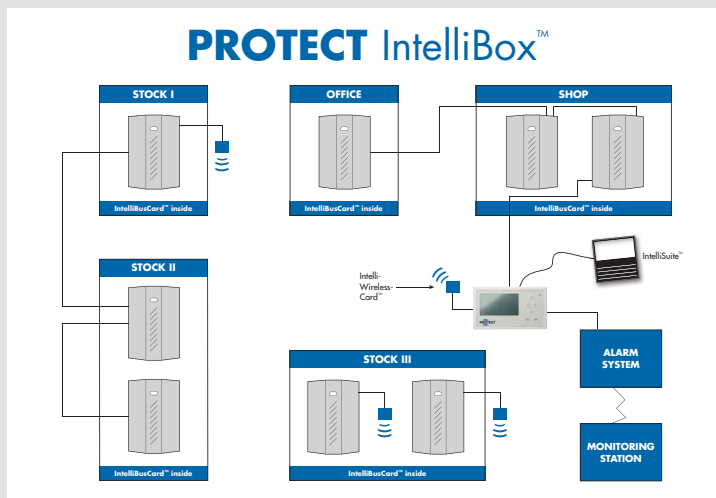 PROTECT IntelliBox™
STOCK I
OFFICE
SHOP
IntelliBusCard™ inside
IntelliBusCard™ inside
IntelliBusCard™ inside
STOCK II
Intelli-
Wireless-
Card™
IntelliSuite™
PROTECT
STOCK III
ALARM
SYSTEM
MONITORING
STATION
IntelliBusCard™ inside
IntelliBusCard™ inside